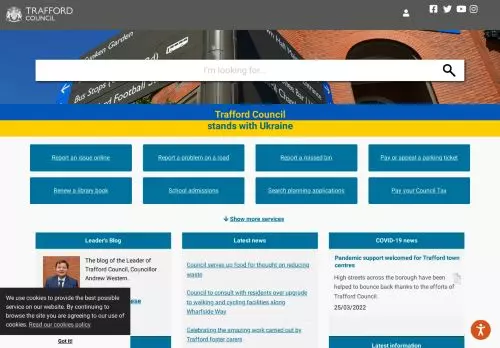 TRAFFORD
COUNCIL
I'm looking for...
Trafford Council
stands with Ukraine
Report an issue online
Report a problem on a road
Report a missed bin
Pay or appeal a parking ticket
Renew a library book
School admissions
Search planning applications
Pay your Council Tax
Show more services
Leader's Blog
The blog of the Leader of
Trafford Council, Councillor
Andrew Western.
Latest news
Council serves up food for thought on reducing
waste
Council to consult with residents over upgrade
to walking and cycling facilities along
Wharfside Way
Celebrating the amazing work carried out by
Trafford foster carers
COVID-19 news
Pandemic support welcomed for Trafford town
centres
High streets across the borough have been
helped to bounce back thanks to the efforts of
Trafford Council.
25/03/2022
Latest information
We use cookies to provide the best possible
service on our website. By continuing to
browse the site you are agreeing to our use of
cookies. Read our cookies policy
Got it!